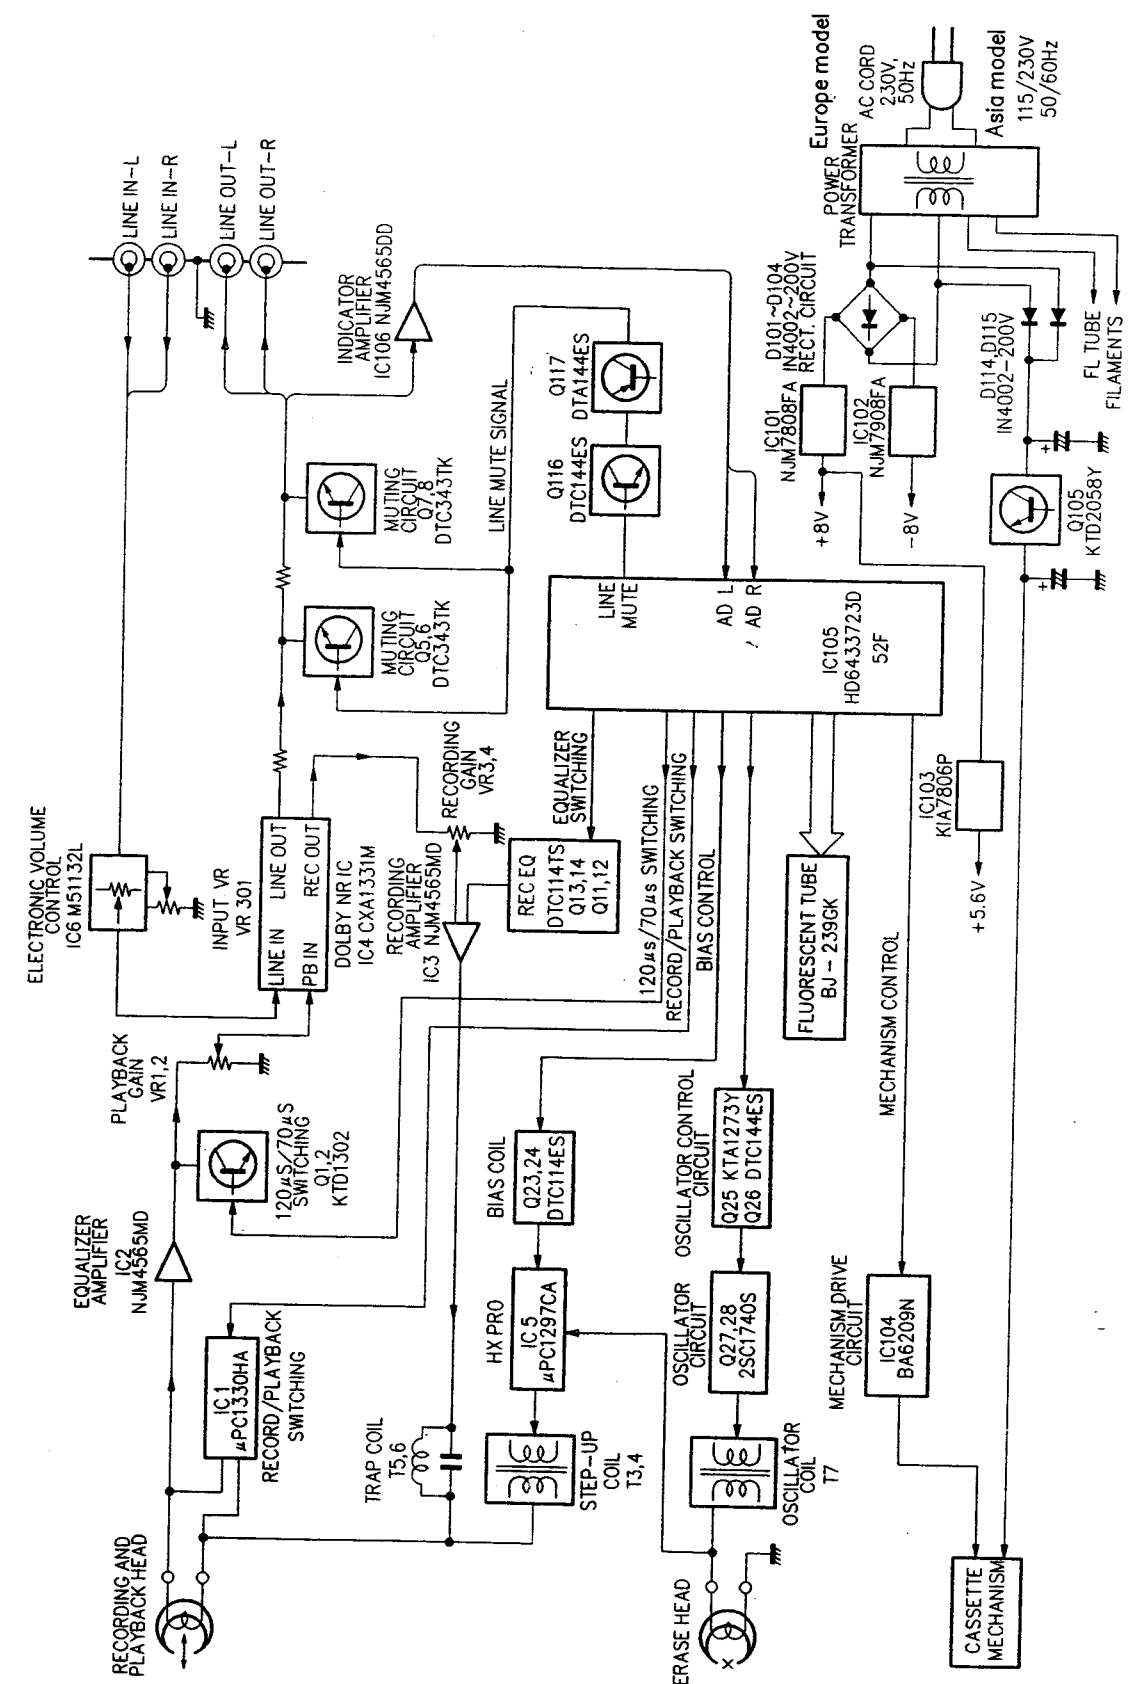 RECORDING AND
PLAYBACK HEAD
EQUALIZER
AMPLIFIER
IC2
NJM4565MD
PLAYBACK
GAIN
VR1,2
ELECTRONIC VOLUME
CONTROL
IC6 M51132L
INPUT VR
VR 301
LINE IN-L
LINE IN-R
LINE OUT-L
LINE OUT-R
IC 1
μPC1330HA
RECORD/PLAYBACK
SWITCHING
120μS/70μS
SWITCHING
Q1,2
KTD1302
LINE IN
LINE OUT
PB IN
REC OUT
DOLBY NR IC
IC4 CXA1331M
RECORDING
AMPLIFIER
IC3 NJM4565MD
RECORDING
GAIN
VR3,4
MUTING
CIRCUIT
Q5,6
DTC343TK
MUTING
CIRCUIT
Q7,8
DTC343TK
INDICATOR
AMPLIFIER
IC106 NJM4565DD
LINE MUTE SIGNAL
TRAP COIL
T5,6
STEP-UP
COIL
T3,4
HX PRO
IC 5
μPC1297CA
BIAS COIL
Q23,24
DTC114ES
REC EQ
DTC114TS
Q13,14
Q11,12
EQUALIZER
SWITCHING
120μs/70μs SWITCHING
RECORD/PLAYBACK SWITCHING
BIAS CONTROL
Q116
DTC144ES
Q117
DTA144ES
LINE
MUTE
AD L
AD R
IC105
HD6433723D
52F
ERASE HEAD
OSCILLATOR
COIL
T7
OSCILLATOR
CIRCUIT
Q27,28
2SC1740S
OSCILLATOR CONTROL
CIRCUIT
Q25 KTA1273Y
Q26 DTC144ES
FLUORESCENT TUBE
BJ-239GK
MECHANISM CONTROL
MECHANISM DRIVE
CIRCUIT
IC104
BA6209N
CASSETTE
MECHANISM
IC101
NJM7808FA
D101~D104
IN4002~200V
RECT. CIRCUIT
IC102
NJM7908FA
+8V
-8V
IC103
KIA7806P
+5.6V
Q105
KTD2058Y
+
+
D114,D115
IN4002-200V
FL TUBE
FILAMENTS
POWER
TRANSFORMER
Europe model
AC CORD
230V,
50Hz
Asia model
115/230V
50/60Hz